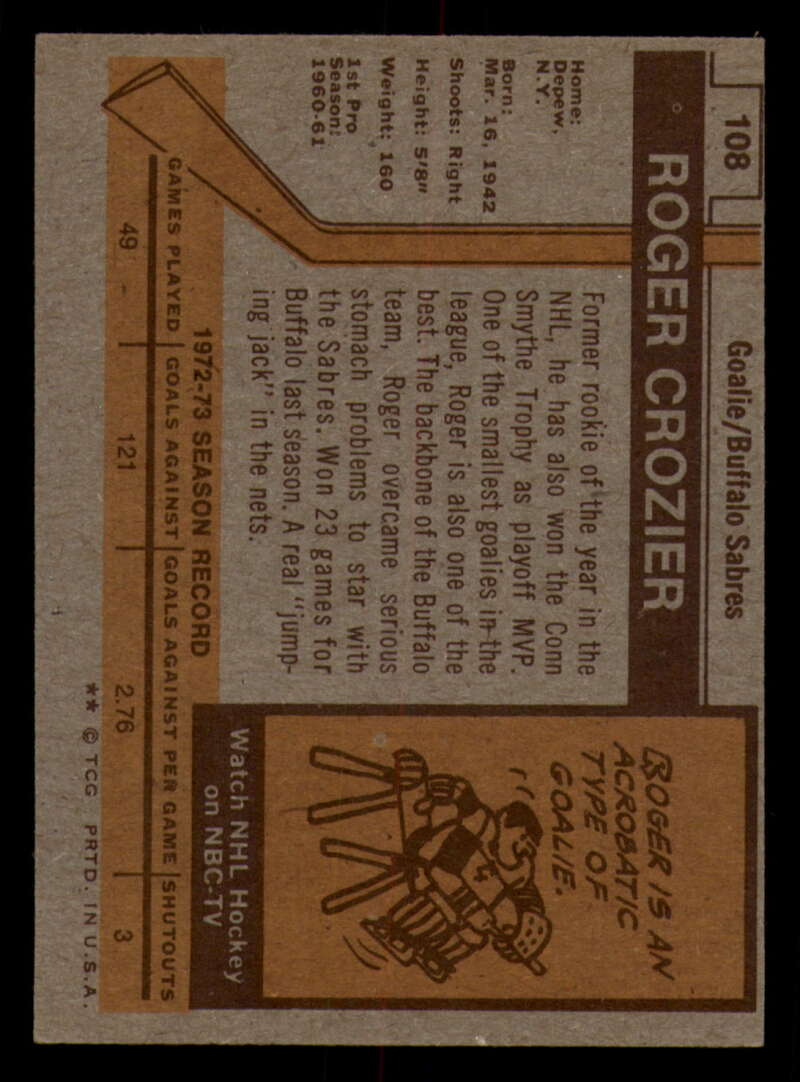 108
Goalie/Buffalo Sabres
ROGER CROZIER
Home:
Depew,
N.Y.
Born:
Mar. 16, 1942
Shoots: Right
Height: 5'8"
Weight: 160
1st Pro
Season:
1960-61
Former rookie of the year in the
NHL, he has also won the Conn
Smythe Trophy as playoff MVP.
One of the smallest goalies in the
league, Roger is also one of the
best. The backbone of the Buffalo
team, Roger overcame serious
stomach problems to star with
the Sabres. Won 23 games for
Buffalo last season. A real "jump-
ing jack" in the nets.
ROGER IS AN
ACROBATIC
TYPE OF
GOALIE.
Watch NHL Hockey
on NBC-TV
1972-73 SEASON RECORD
GAMES PLAYED GOALS AGAINST GOALS AGAINST PER GAME SHUTOUTS
49 121 2.76 3
** © TCG PRTD. IN U.S.A.